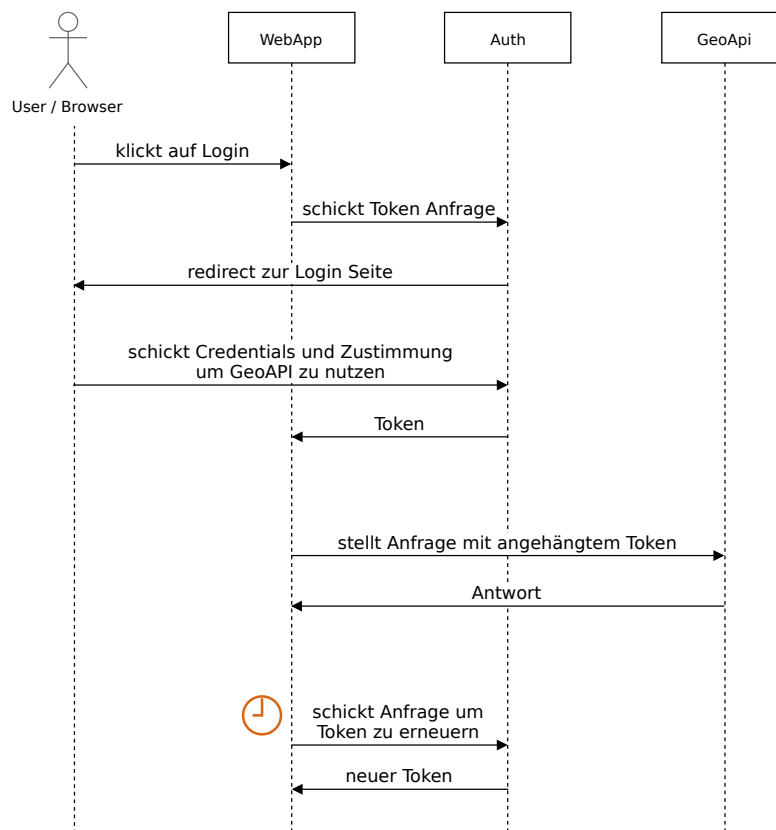 WebApp
Auth
GeoApi
User / Browser
klickt auf Login
schickt Token Anfrage
redirect zur Login Seite
schickt Credentials und Zustimmung
um GeoAPI zu nutzen
Token
stellt Anfrage mit angehängtem Token
Antwort
schickt Anfrage um
Token zu erneuern
neuer Token